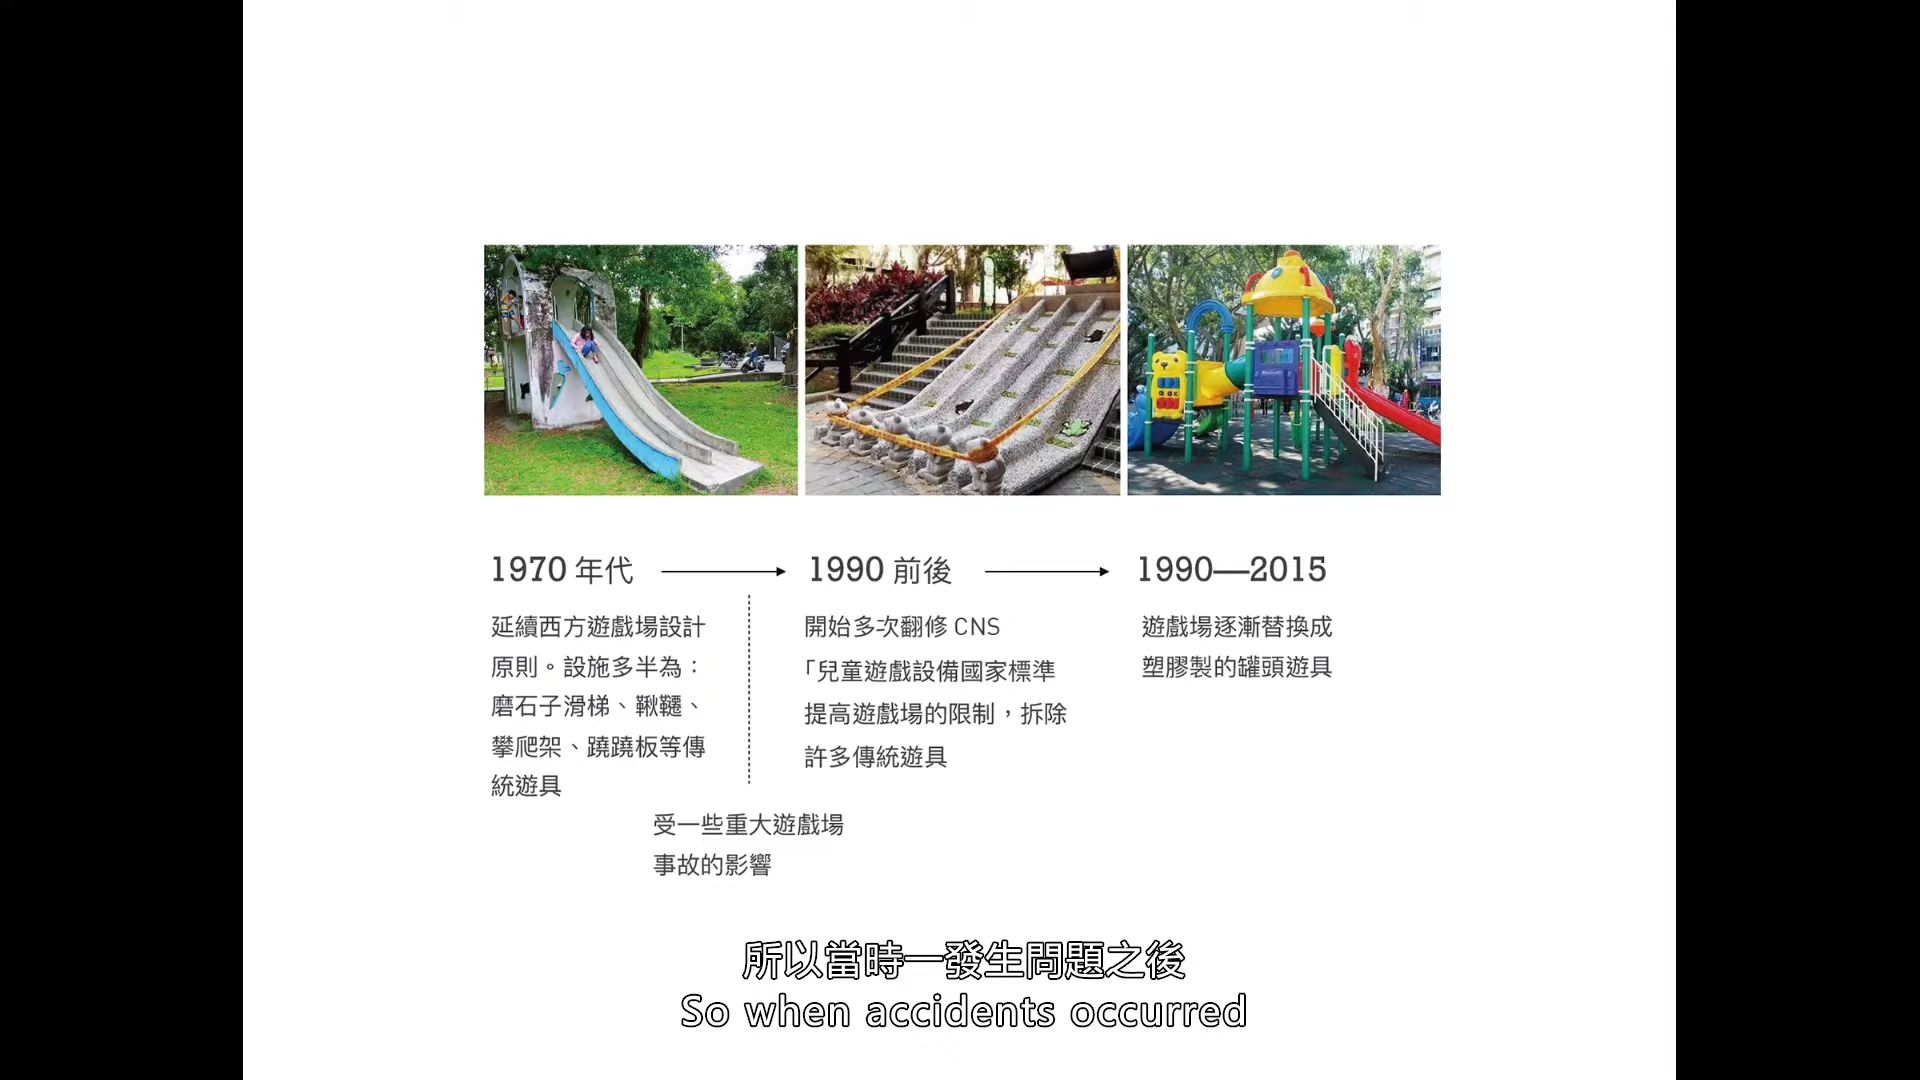 1970 年代
延續西方遊戲場設計
原則。設施多半為：
磨石子滑梯、鞦韆、
攀爬架、蹺蹺板等傳
統遊具
受一些重大遊戲場
事故的影響
1990 前後
開始多次翻修 CNS
「兒童遊戲設備國家標準
提高遊戲場的限制，拆除
許多傳統遊具
1990—2015
遊戲場逐漸替換成
塑膠製的罐頭遊具
所以當時一發生問題之後
So when accidents occurred